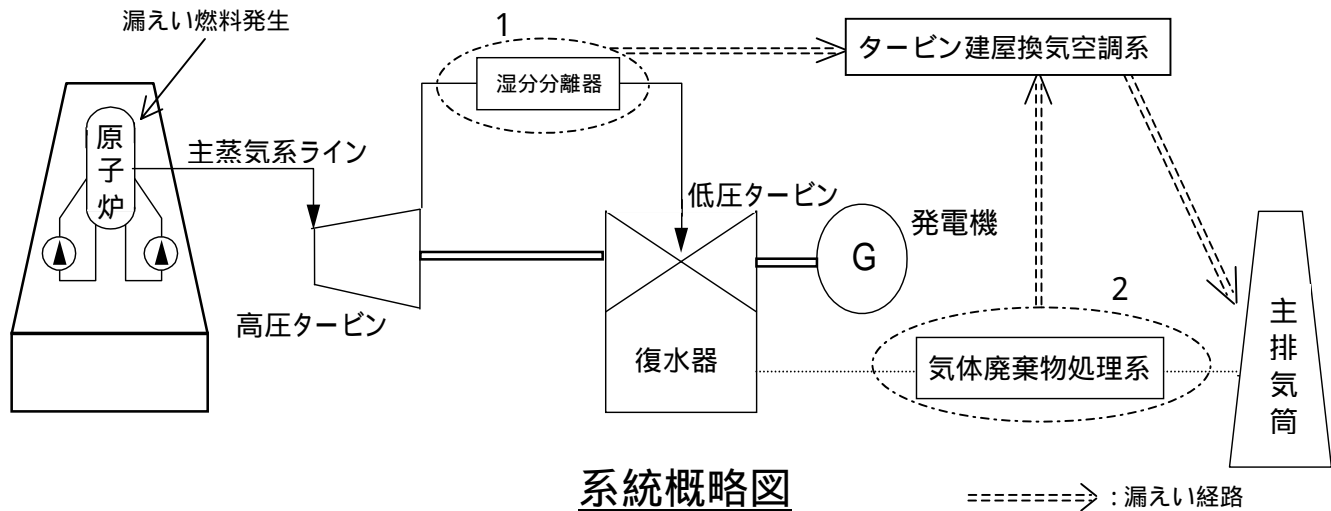 漏えい燃料発生
1
湿分分離器
タービン建屋換気空調系
原子炉
主蒸気系ライン
低圧タービン
発電機
G
高圧タービン
復水器
2
気体廃棄物処理系
主排気筒
系統概略図
:漏えい経路